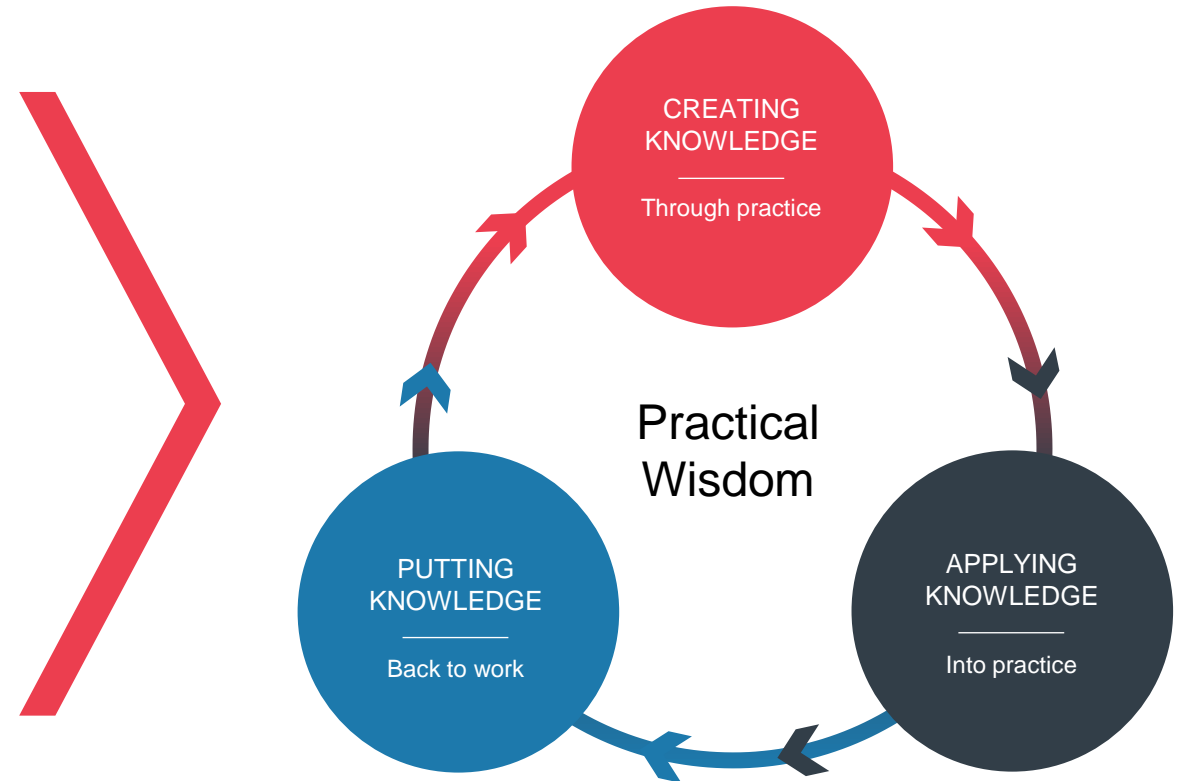 CREATING
KNOWLEDGE
Through practice
Practical
Wisdom
PUTTING
KNOWLEDGE
Back to work
APPLYING
KNOWLEDGE
Into practice